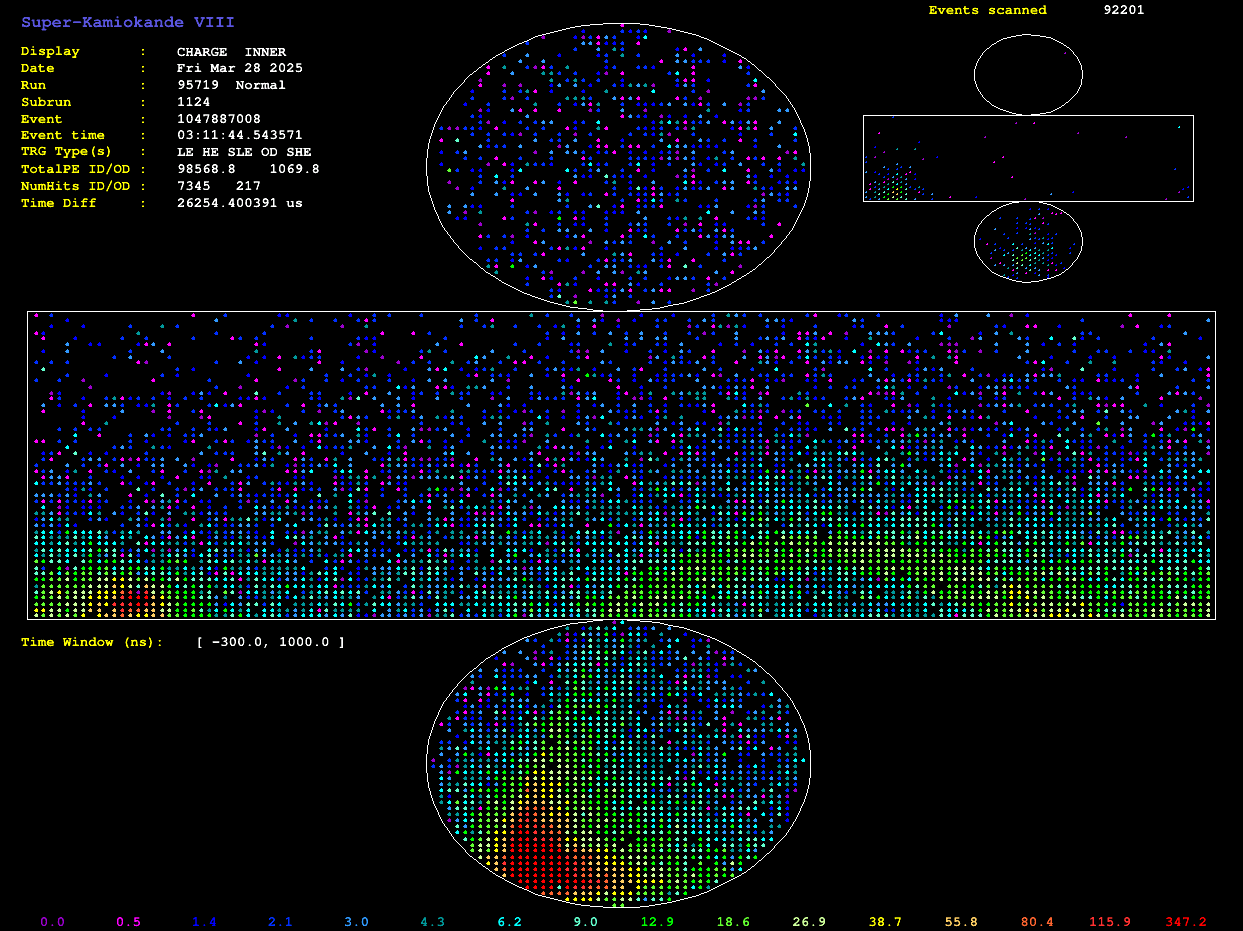 Super-Kamiokande VIII
Events scanned 92201
Display : CHARGE INNER
Date : Fri Mar 28 2025
Run : 95719 Normal
Subrun : 1124
Event : 1047887008
Event time : 03:11:44.543571
TRG Type(s) : LE HE SLE OD SHE
TotalPE ID/OD : 98568.8 1069.8
NumHits ID/OD : 7345 217
Time Diff : 26254.400391 us
Time Window (ns): [ -300.0, 1000.0 ]
0.0 0.5 1.4 2.1 3.0 4.3 6.2 9.0 12.9 18.6 26.9 38.7 55.8 80.4 115.9 347.2